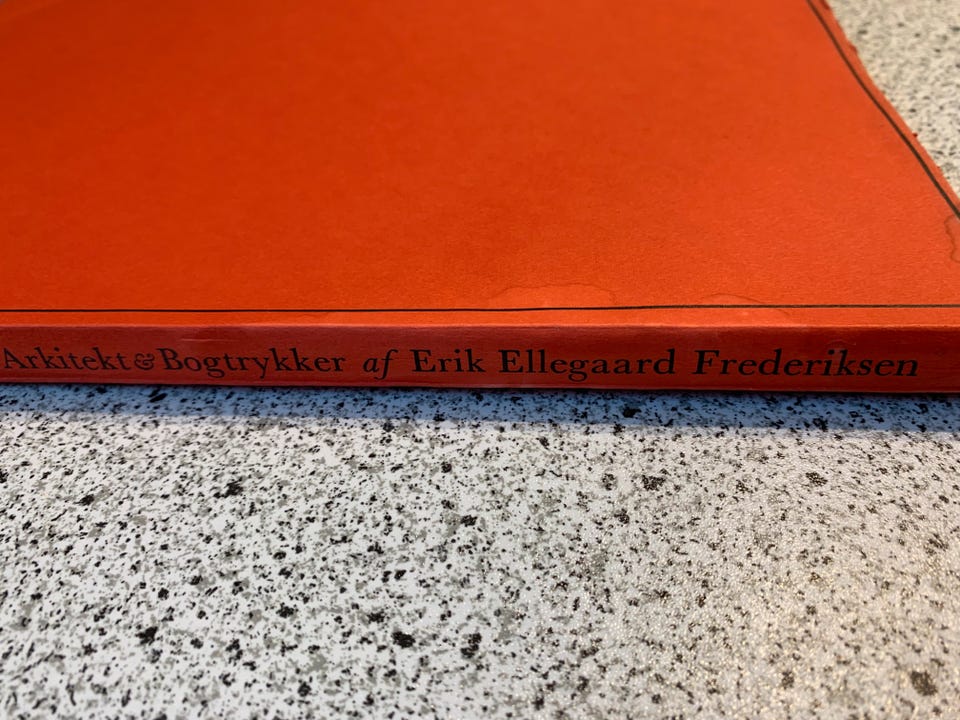 Arkitekt & Bogtrykker af Erik Ellegaard Frederiksen